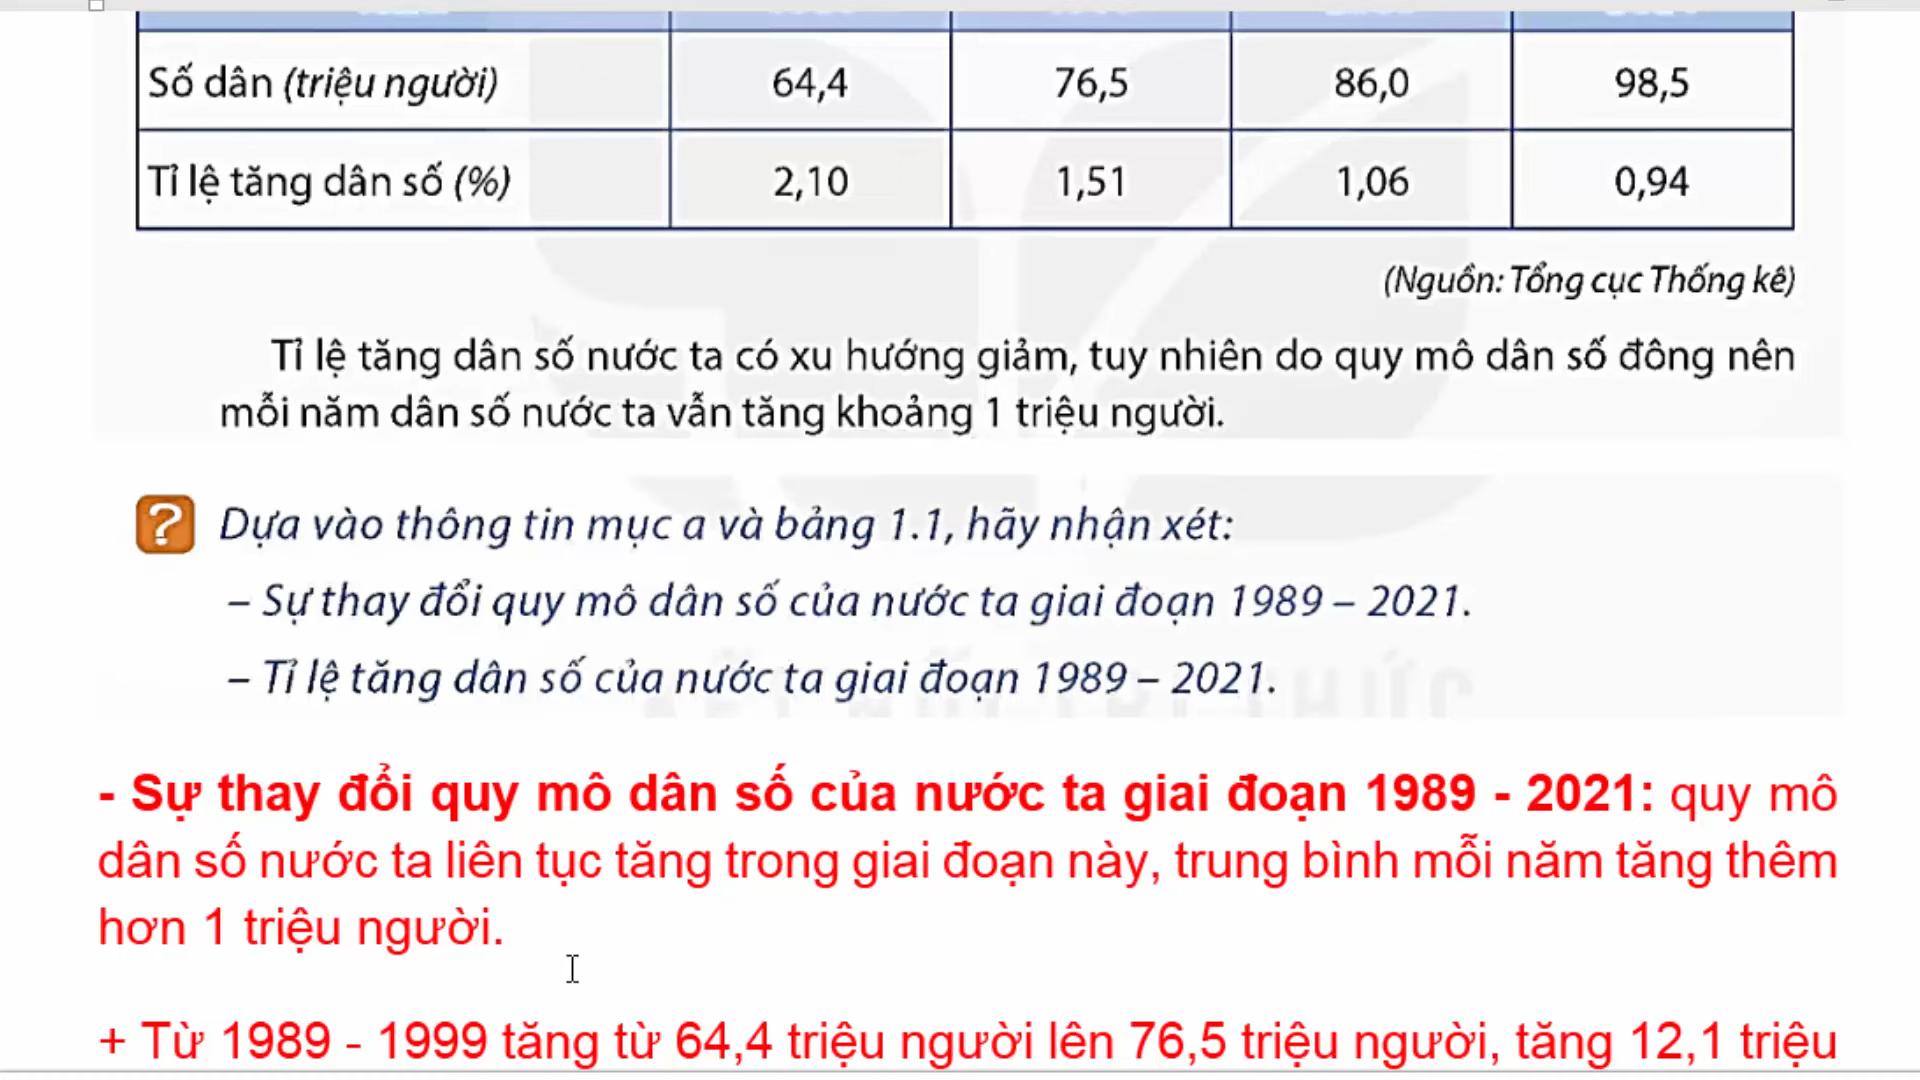 Số dân (triệu người) 64,4 76,5 86,0 98,5
Tỉ lệ tăng dân số (%) 2,10 1,51 1,06 0,94
(Nguồn: Tổng cục Thống kê)
Tỉ lệ tăng dân số nước ta có xu hướng giảm, tuy nhiên do quy mô dân số đông nên
mỗi năm dân số nước ta vẫn tăng khoảng 1 triệu người.
? Dựa vào thông tin mục a và bảng 1.1, hãy nhận xét:
– Sự thay đổi quy mô dân số của nước ta giai đoạn 1989 – 2021.
– Tỉ lệ tăng dân số của nước ta giai đoạn 1989 – 2021.
- Sự thay đổi quy mô dân số của nước ta giai đoạn 1989 - 2021: quy mô
dân số nước ta liên tục tăng trong giai đoạn này, trung bình mỗi năm tăng thêm
hơn 1 triệu người.
+ Từ 1989 - 1999 tăng từ 64,4 triệu người lên 76,5 triệu người, tăng 12,1 triệu